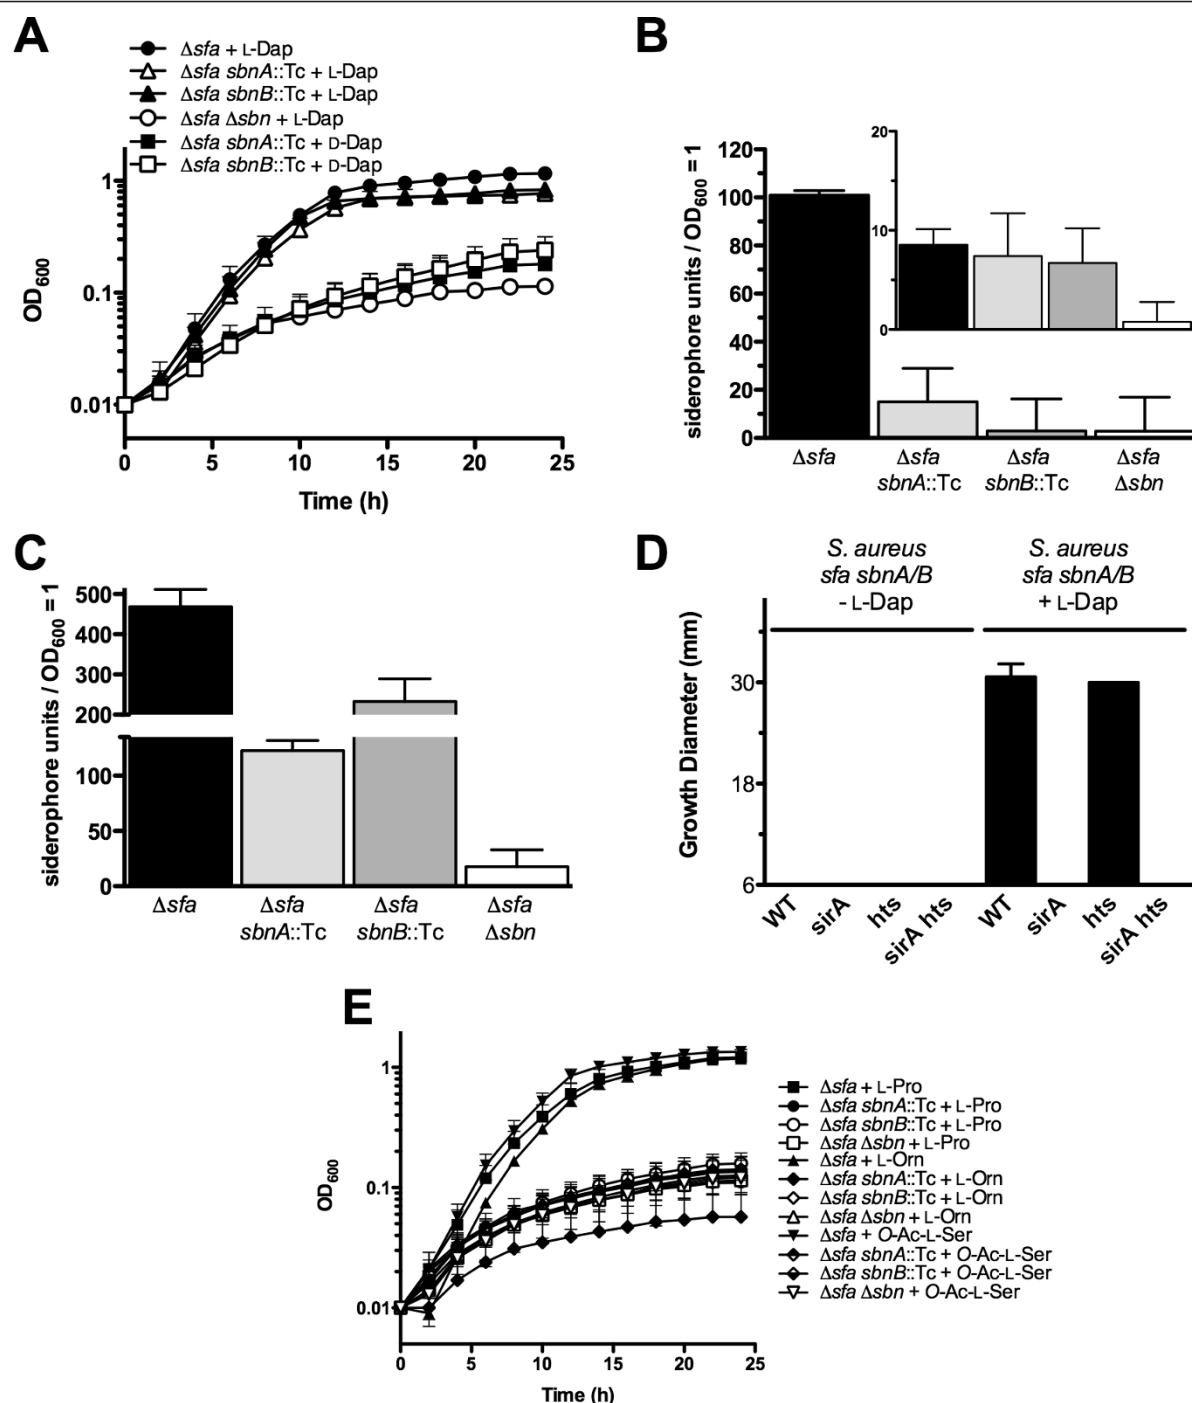 A
Δsfa + L-Dap
Δsfa sbnA::Tc + L-Dap
Δsfa sbnB::Tc + L-Dap
Δsfa Δsbn + L-Dap
Δsfa sbnA::Tc + D-Dap
Δsfa sbnB::Tc + D-Dap
1
0.1
0.01
OD600
0 5 10 15 20 25
Time (h)
B
siderophore units / OD600 = 1
120
100
80
60
40
20
0
20
10
0
Δsfa Δsfa Δsfa Δsfa
sbnA::Tc sbnB::Tc Δsbn
C
siderophore units / OD600 = 1
500
400
300
200
100
50
0
Δsfa Δsfa Δsfa Δsfa
sbnA::Tc sbnB::Tc Δsbn
D
S. aureus
sfa sbnA/B
- L-Dap
S. aureus
sfa sbnA/B
+ L-Dap
Growth Diameter (mm)
30
18
6
WT sirA hts sirA hts WT sirA hts sirA hts
E
OD600
1
0.1
0.01
0 5 10 15 20 25
Time (h)
Δsfa + L-Pro
Δsfa sbnA::Tc + L-Pro
Δsfa sbnB::Tc + L-Pro
Δsfa Δsbn + L-Pro
Δsfa + L-Orn
Δsfa sbnA::Tc + L-Orn
Δsfa sbnB::Tc + L-Orn
Δsfa Δsbn + L-Orn
Δsfa + O-Ac-L-Ser
Δsfa sbnA::Tc + O-Ac-L-Ser
Δsfa sbnB::Tc + O-Ac-L-Ser
Δsfa Δsbn + O-Ac-L-Ser